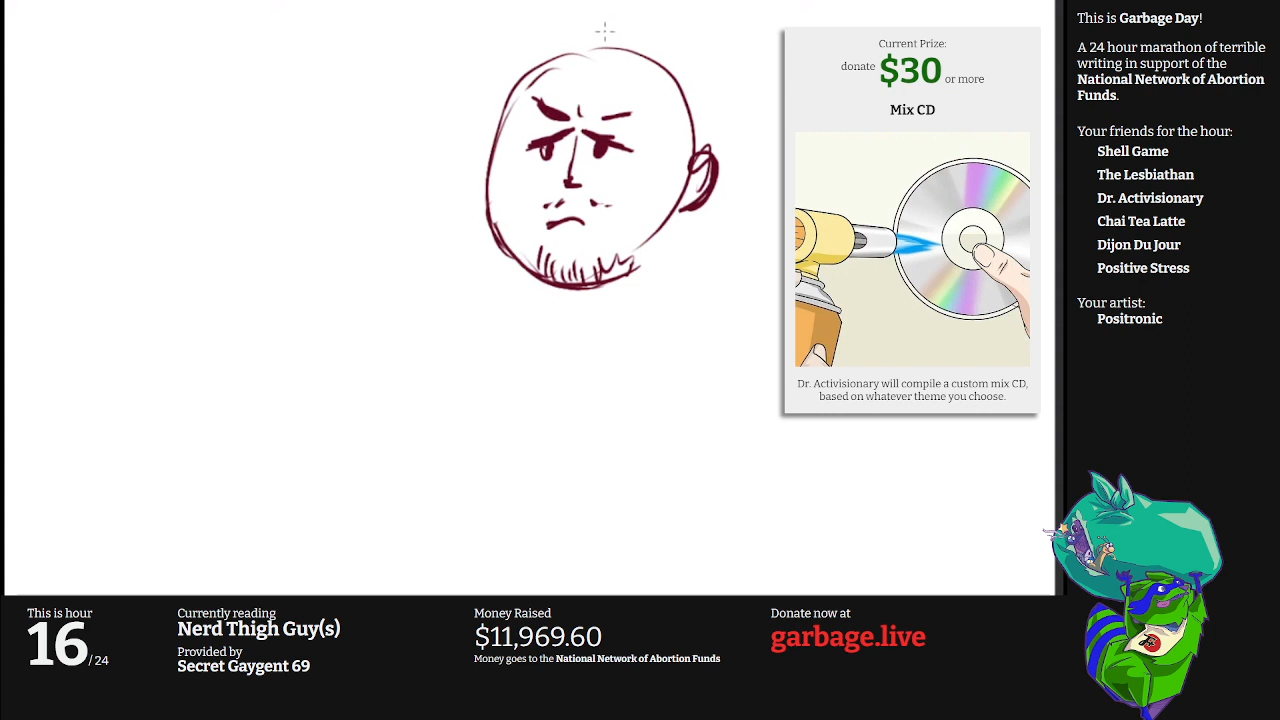 Current Prize:
donate $30 or more
Mix CD
Dr. Activisionary will compile a custom mix CD,
based on whatever theme you choose.
This is Garbage Day!
A 24 hour marathon of terrible
writing in support of the
National Network of Abortion
Funds.
Your friends for the hour:
Shell Game
The Lesbiathan
Dr. Activisionary
Chai Tea Latte
Dijon Du Jour
Positive Stress
Your artist:
Positronic
This is hour
16/24
Currently reading
Nerd Thigh Guy(s)
Provided by
Secret Gaygent 69
Money Raised
$11,969.60
Money goes to the National Network of Abortion Funds
Donate now at
garbage.live